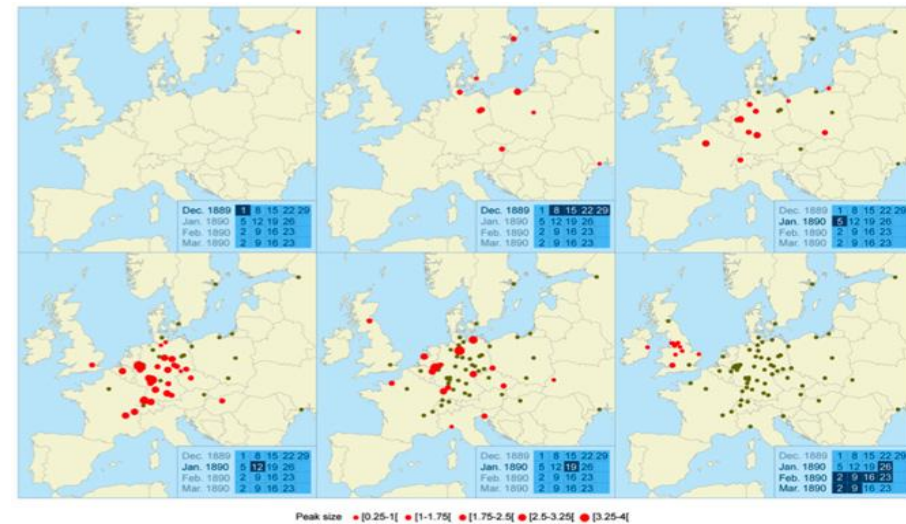 Dec. 1889 1 8 15 22 29
Jan. 1890 5 12 19 26
Feb. 1890 2 9 16 23
Mar. 1890 2 9 16 23
Dec. 1889 1 8 15 22 29
Jan. 1890 5 12 19 26
Feb. 1890 2 9 16 23
Mar. 1890 2 9 16 23
Dec. 1889 1 8 15 22 29
Jan. 1890 5 12 19 26
Feb. 1890 2 9 16 23
Mar. 1890 2 9 16 23
Dec. 1889 1 8 15 22 29
Jan. 1890 5 12 19 26
Feb. 1890 2 9 16 23
Mar. 1890 2 9 16 23
Dec. 1889 1 8 15 22 29
Jan. 1890 5 12 19 26
Feb. 1890 2 9 16 23
Mar. 1890 2 9 16 23
Dec. 1889 1 8 15 22 29
Jan. 1890 5 12 19 26
Feb. 1890 2 9 16 23
Mar. 1890 2 9 16 23
Peak size [0.25-1[ [1-1.75[ [1.75-2.5[ [2.5-3.25[ [3.25-4[